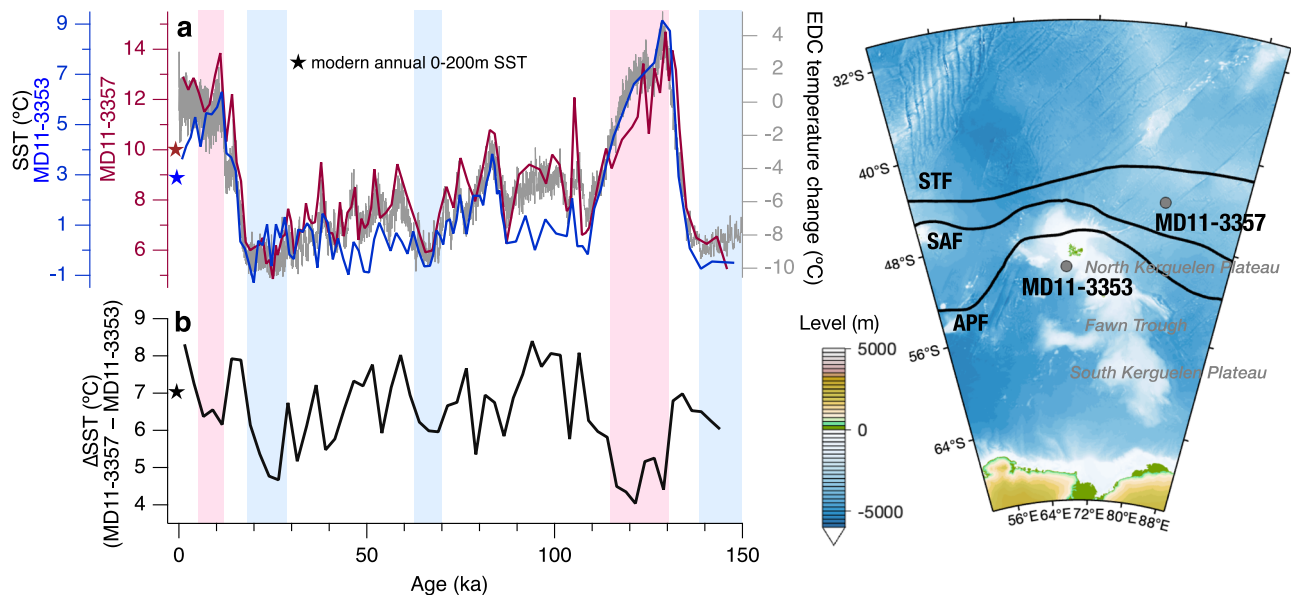 a
★ modern annual 0-200m SST
SST (ºC)
MD11-3353
MD11-3357
EDC temperature change (ºC)
9
7
5
3
1
-1
14
12
10
8
6
4
2
0
-2
-4
-6
-8
-10
b
ΔSST (ºC)
(MD11-3357 – MD11-3353)
9
8
7
6
5
4
0
50
100
150
Age (ka)
Level (m)
5000
0
-5000
32°S
40°S
48°S
56°S
64°S
STF
SAF
APF
MD11-3357
North Kerguelen Plateau
MD11-3353
Fawn Trough
South Kerguelen Plateau
56°E
64°E
72°E
80°E
88°E